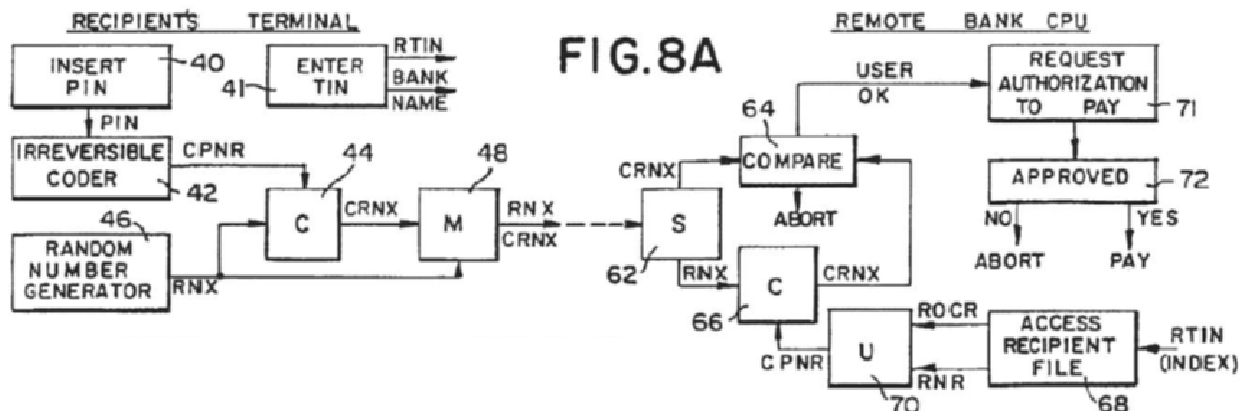 RECIPIENT'S TERMINAL
REMOTE BANK CPU
FIG.8A
INSERT PIN
40
ENTER TIN
41
RTIN
BANK NAME
PIN
IRREVERSIBLE CODER
42
CPNR
44
C
CRNX
48
M
RNX
CRNX
46
RANDOM NUMBER GENERATOR
RNX
S
62
CRNX
RNX
64
COMPARE
ABORT
USER OK
REQUEST AUTHORIZATION TO PAY
71
APPROVED
72
NO
YES
ABORT
PAY
C
66
CRNX
CPNR
U
70
ROCR
RNR
ACCESS RECIPIENT FILE
68
RTIN
(INDEX)